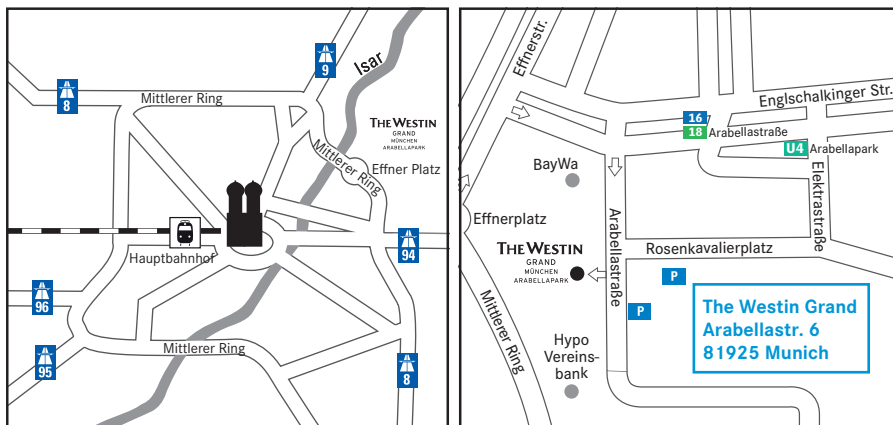 9
Isar
8
Mittlerer Ring
THE WESTIN
GRAND
MÜNCHEN
ARABELLAPARK
Mittlerer Ring
Effner Platz
Hauptbahnhof
94
96
95
Mittlerer Ring
8
Effnerstr.
Englschalkinger Str.
16
18 Arabellastraße
U4 Arabellapark
BayWa
Elektrastraße
Effnerplatz
Arabellastraße
Rosenkavalierplatz
THE WESTIN
GRAND
MÜNCHEN
ARABELLAPARK
P
P
Mittlerer Ring
Hypo
Vereins-
bank
The Westin Grand
Arabellastr. 6
81925 Munich